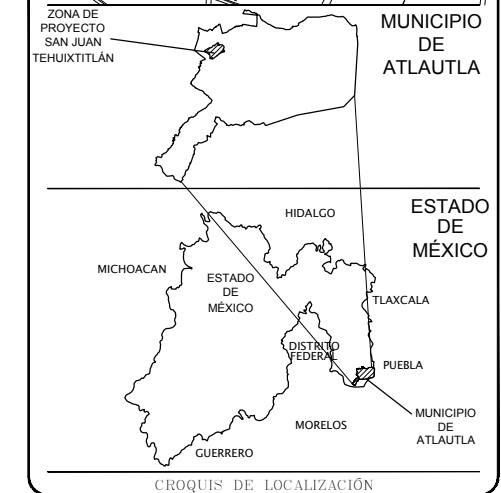 ZONA DE
PROYECTO
SAN JUAN
TEHUIXTITLÁN
MUNICIPIO
DE
ATLAUTLA
ESTADO
DE
MÉXICO
HIDALGO
MICHOACAN
ESTADO
DE
MÉXICO
TLAXCALA
DISTRITO
FEDERAL
PUEBLA
MUNICIPIO
DE
ATLAUTLA
MORELOS
GUERRERO
CROQUIS DE LOCALIZACIÓN